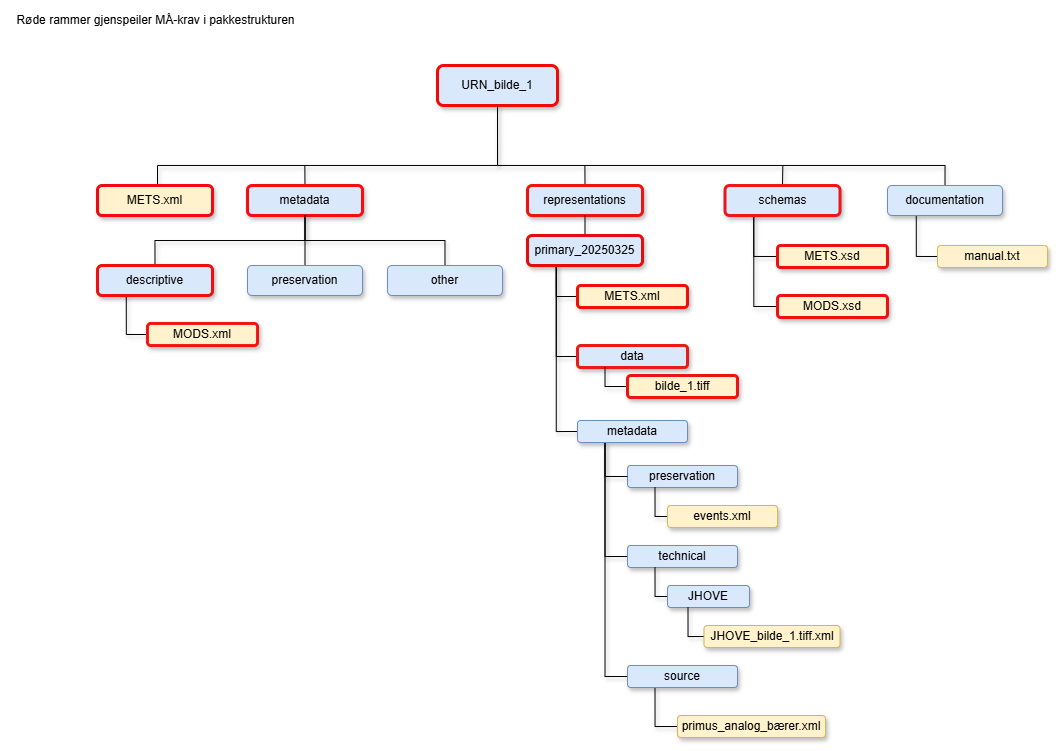 Røde rammer gjenspeiler MÅ-krav i pakkestrukturen
URN_bilde_1
METS.xml
metadata
representations
schemas
documentation
primary_20250325
METS.xsd
manual.txt
descriptive
preservation
other
METS.xml
MODS.xsd
MODS.xml
data
bilde_1.tiff
metadata
preservation
events.xml
technical
JHOVE
JHOVE_bilde_1.tiff.xml
source
primus_analog_bærer.xml